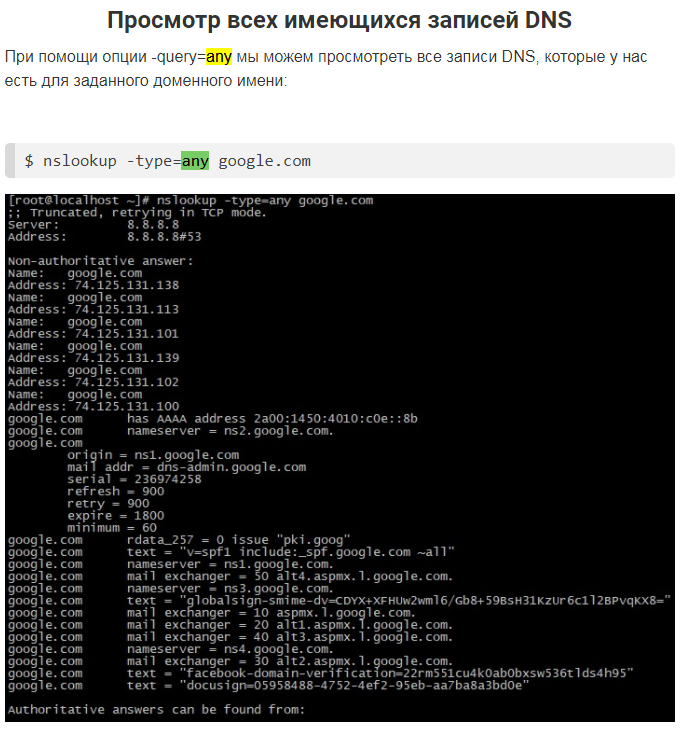 Просмотр всех имеющихся записей DNS
При помощи опции -query=any мы можем просмотреть все записи DNS, которые у нас
есть для заданного доменного имени:
$ nslookup -type=any google.com
[root@localhost ~]# nslookup -type=any google.com
;; Truncated, retrying in TCP mode.
Server: 8.8.8.8
Address: 8.8.8.8#53
Non-authoritative answer:
Name: google.com
Address: 74.125.131.138
Name: google.com
Address: 74.125.131.113
Name: google.com
Address: 74.125.131.101
Name: google.com
Address: 74.125.131.139
Name: google.com
Address: 74.125.131.102
Name: google.com
Address: 74.125.131.100
google.com has AAAA address 2a00:1450:4010:c0e::8b
google.com nameserver = ns2.google.com.
google.com
origin = ns1.google.com
mail addr = dns-admin.google.com
serial = 236974258
refresh = 900
retry = 900
expire = 1800
minimum = 60
google.com rdata_257 = 0 issue "pki.goog"
google.com text = "v=spf1 include:_spf.google.com ~all"
google.com nameserver = ns1.google.com.
google.com mail exchanger = 50 alt4.aspmx.l.google.com.
google.com nameserver = ns3.google.com.
google.com text = "globalsign-smime-dv=CDYX+XFHUw2wml6/Gb8+59BsH31KzUr6c1l2BPvqKX8="
google.com mail exchanger = 10 aspmx.l.google.com.
google.com mail exchanger = 20 alt1.aspmx.l.google.com.
google.com mail exchanger = 40 alt3.aspmx.l.google.com.
google.com nameserver = ns4.google.com.
google.com mail exchanger = 30 alt2.aspmx.l.google.com.
google.com text = "facebook-domain-verification=22rm551cu4k0ab0bxsw536tlds4h95"
google.com text = "docusign=05958488-4752-4ef2-95eb-aa7ba8a3bd0e"
Authoritative answers can be found from: